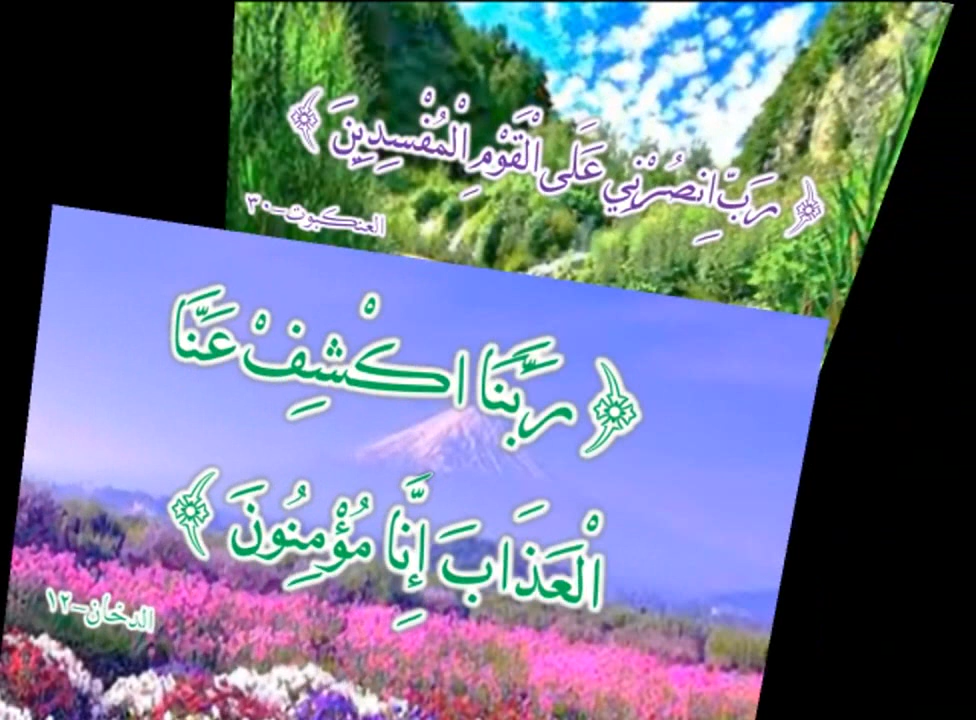 ﴿ رَبِّ انصُرْنِي عَلَى الْقَوْمِ الْمُفْسِدِينَ ﴾
العنكبوت-٣٠
﴿ رَبَّنَا اكْشِفْ عَنَّا
الْعَذَابَ إِنَّا مُؤْمِنُونَ ﴾
الدخان-١٢